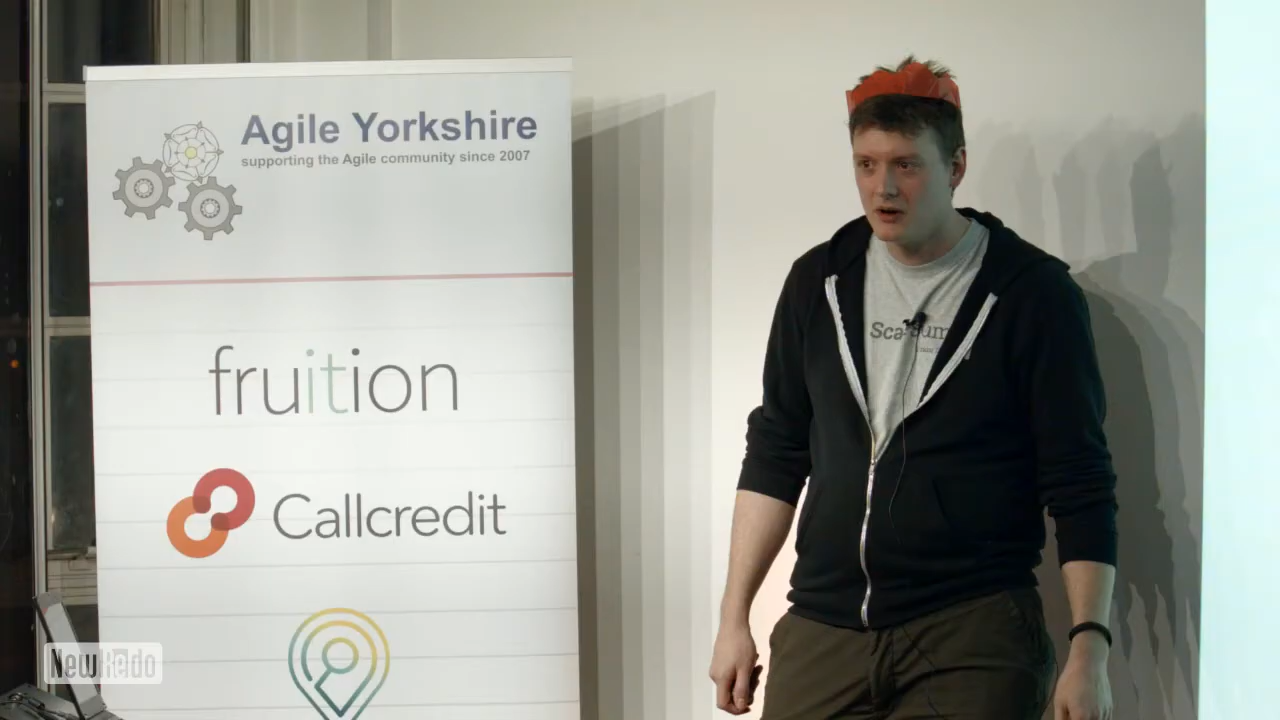 Agile Yorkshire
supporting the Agile community since 2007
fruition
Callcredit
NewRedo